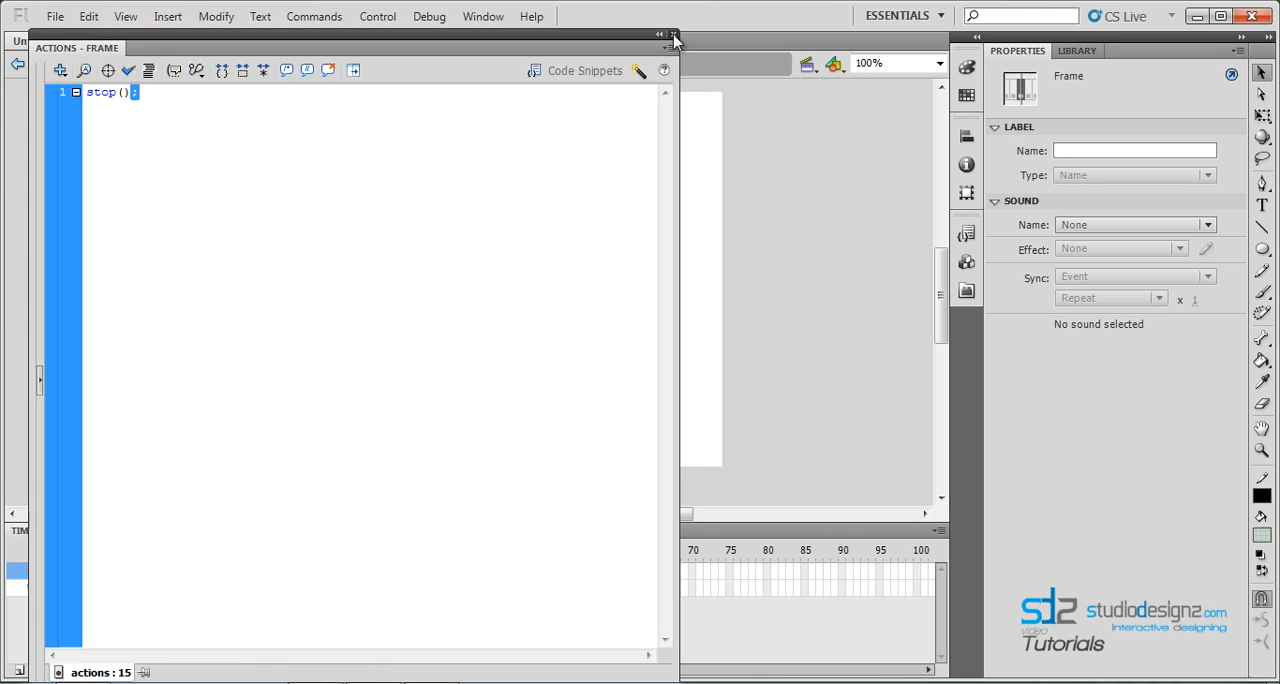 FL File Edit View Insert Modify Text Commands Control Debug Window Help ESSENTIALS CS Live
ACTIONS - FRAME
Code Snippets
1 stop();
actions : 15
Un
TIM
100%
70 75 80 85 90 95 100
PROPERTIES LIBRARY
Frame
LABEL
Name:
Type: Name
SOUND
Name: None
Effect: None
Sync: Event
Repeat x 1
No sound selected
sd2 studiodesign2.com
interactive designing
video
Tutorials